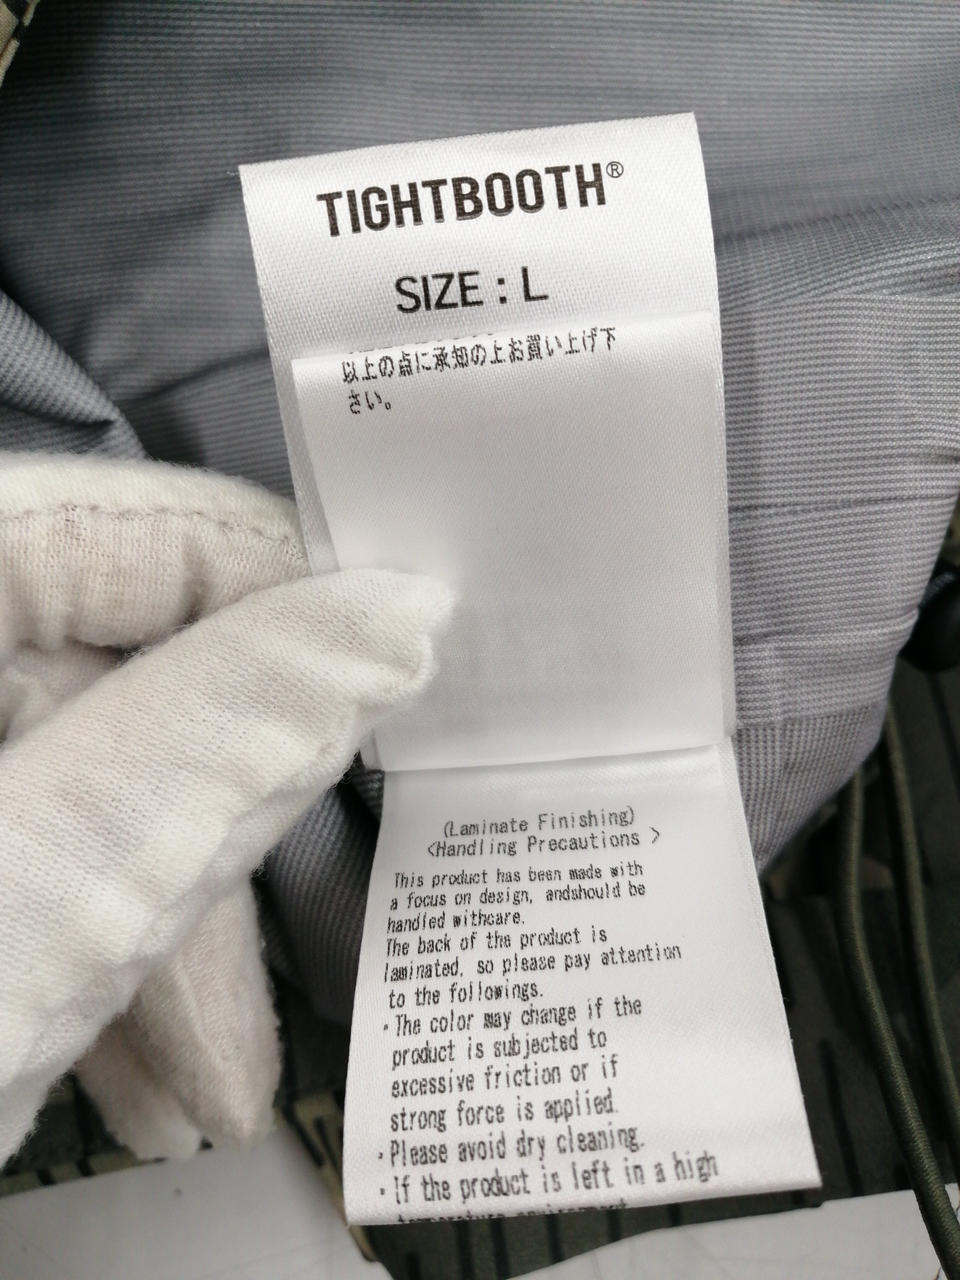 TIGHTBOOTH®
SIZE : L
以上の点に承知の上お買い上げ下
さい。
(Laminate Finishing)
<Handling Precautions >
This product has been made with
a focus on design, andshould be
handled withcare.
The back of the product is
laminated, so please pay attention
to the followings.
・The color may change if the
product is subjected to
excessive friction or if
strong force is applied.
・Please avoid dry cleaning.
・If the product is left in a high
temperature environment